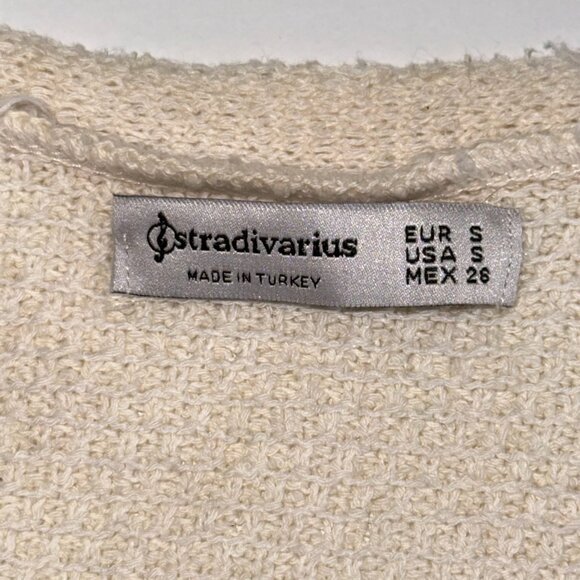 stradivarius
MADE IN TURKEY
EUR S
USA S
MEX 26